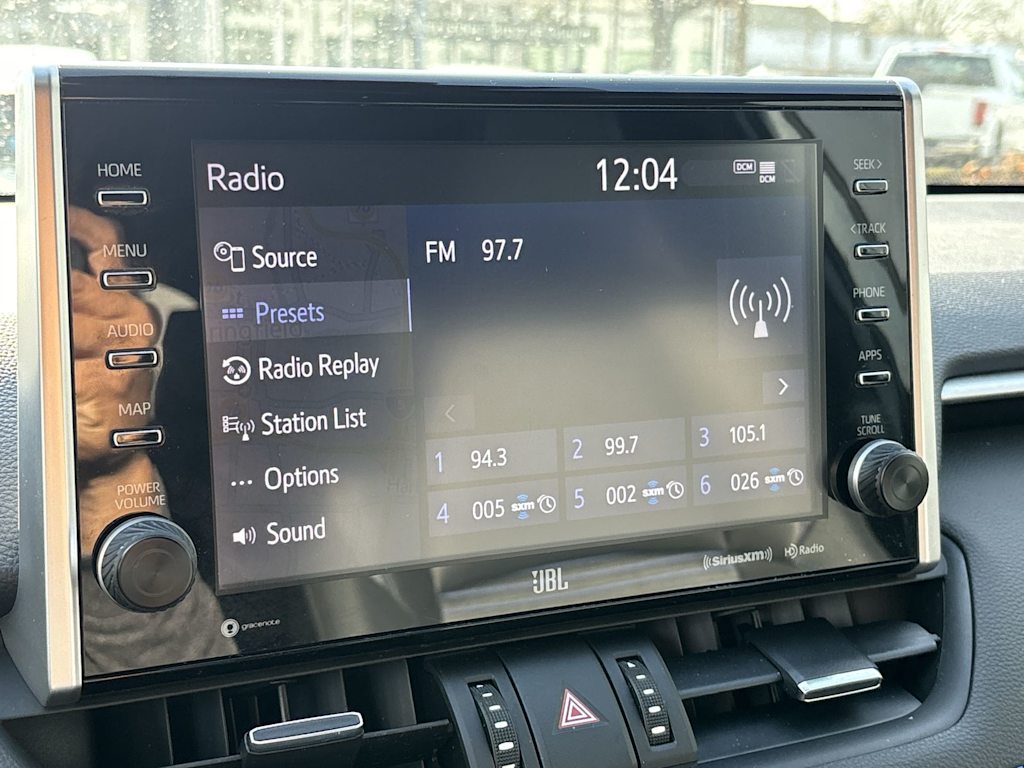 HOME
MENU
AUDIO
MAP
POWER
VOLUME
Radio
12:04
DCM
DCM
Source
Presets
Radio Replay
Station List
... Options
Sound
FM 97.7
<
>
1 94.3
2 99.7
3 105.1
4 005 sxm
5 002 sxm
6 026 sxm
SEEK >
< TRACK
PHONE
APPS
TUNE
SCROLL
gracenote
JBL
((SiriusXM))
HD Radio